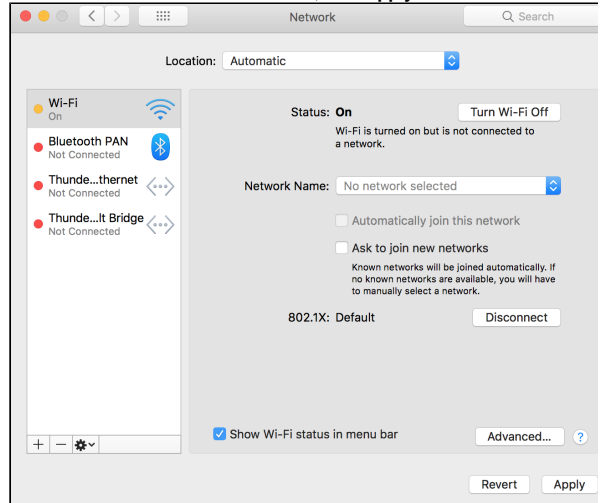 Network
Search
Location: Automatic
Wi-Fi
On
Bluetooth PAN
Not Connected
Thunde...thernet
Not Connected
Thunde...lt Bridge
Not Connected
Status: On
Turn Wi-Fi Off
Wi-Fi is turned on but is not connected to
a network.
Network Name: No network selected
Automatically join this network
Ask to join new networks
Known networks will be joined automatically. If
no known networks are available, you will have
to manually select a network.
802.1X: Default
Disconnect
Show Wi-Fi status in menu bar
Advanced...
?
Revert
Apply